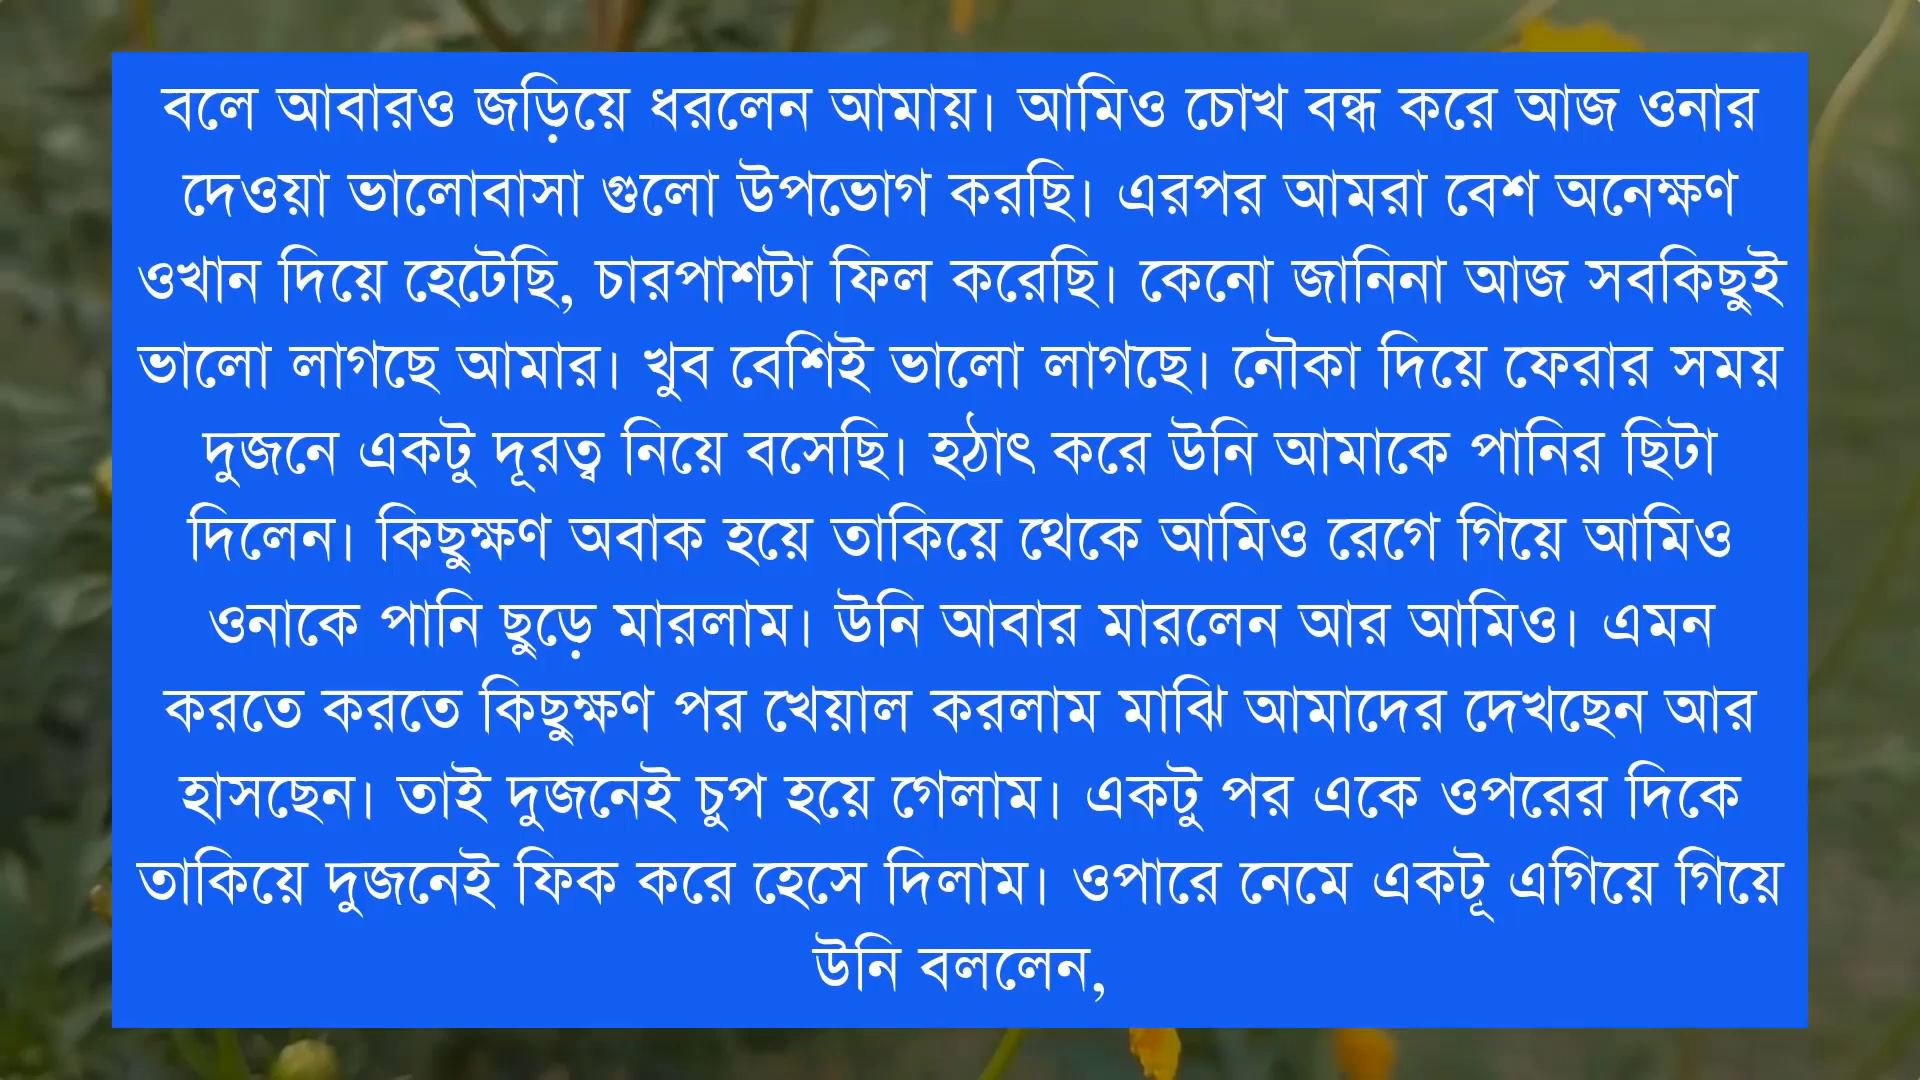 বলে আবারও জড়িয়ে ধরলেন আমায়। আমিও চোখ বন্ধ করে আজ ওনার
দেওয়া ভালোবাসা গুলো উপভোগ করছি। এরপর আমরা বেশ অনেক্ষণ
ওখান দিয়ে হেটেছি, চারপাশটা ফিল করেছি। কেনো জানিনা আজ সবকিছুই
ভালো লাগছে আমার। খুব বেশিই ভালো লাগছে। নৌকা দিয়ে ফেরার সময়
দুজনে একটু দূরত্ব নিয়ে বসেছি। হঠাৎ করে উনি আমাকে পানির ছিটা
দিলেন। কিছুক্ষণ অবাক হয়ে তাকিয়ে থেকে আমিও রেগে গিয়ে আমিও
ওনাকে পানি ছুড়ে মারলাম। উনি আবার মারলেন আর আমিও। এমন
করতে করতে কিছুক্ষণ পর খেয়াল করলাম মাঝি আমাদের দেখছেন আর
হাসছেন। তাই দুজনেই চুপ হয়ে গেলাম। একটু পর একে ওপরের দিকে
তাকিয়ে দুজনেই ফিক করে হেসে দিলাম। ওপারে নেমে একটূ এগিয়ে গিয়ে
উনি বললেন,